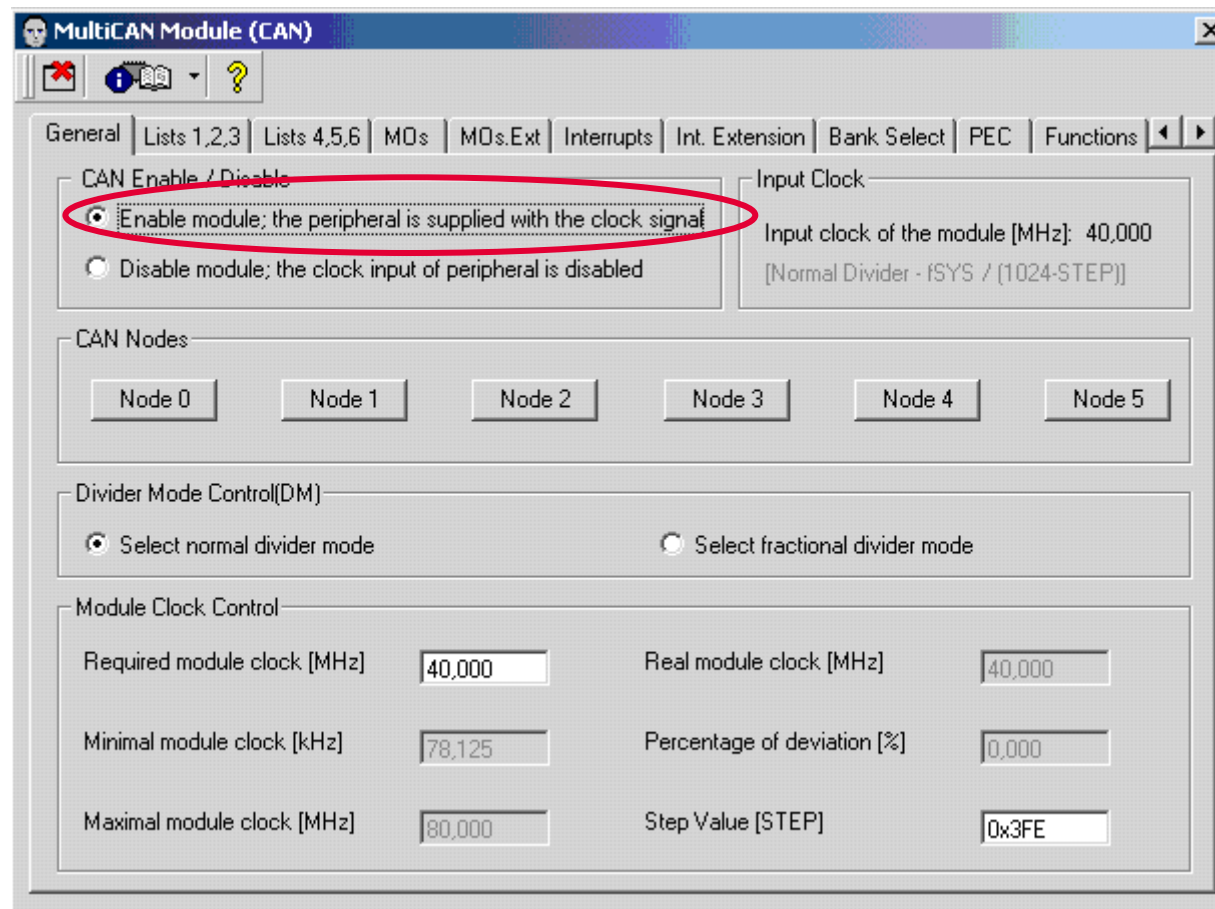 MultiCAN Module (CAN)
General Lists 1,2,3 Lists 4,5,6 MOs MOs.Ext Interrupts Int. Extension Bank Select PEC Functions
CAN Enable / Disable
Enable module; the peripheral is supplied with the clock signal
Disable module; the clock input of peripheral is disabled
Input Clock
Input clock of the module [MHz]: 40,000
[Normal Divider - fSYS / (1024-STEP)]
CAN Nodes
Node 0 Node 1 Node 2 Node 3 Node 4 Node 5
Divider Mode Control(DM)
Select normal divider mode Select fractional divider mode
Module Clock Control
Required module clock [MHz] 40,000 Real module clock [MHz] 40,000
Minimal module clock [kHz] 78,125 Percentage of deviation [%] 0,000
Maximal module clock [MHz] 80,000 Step Value [STEP] 0x3FE